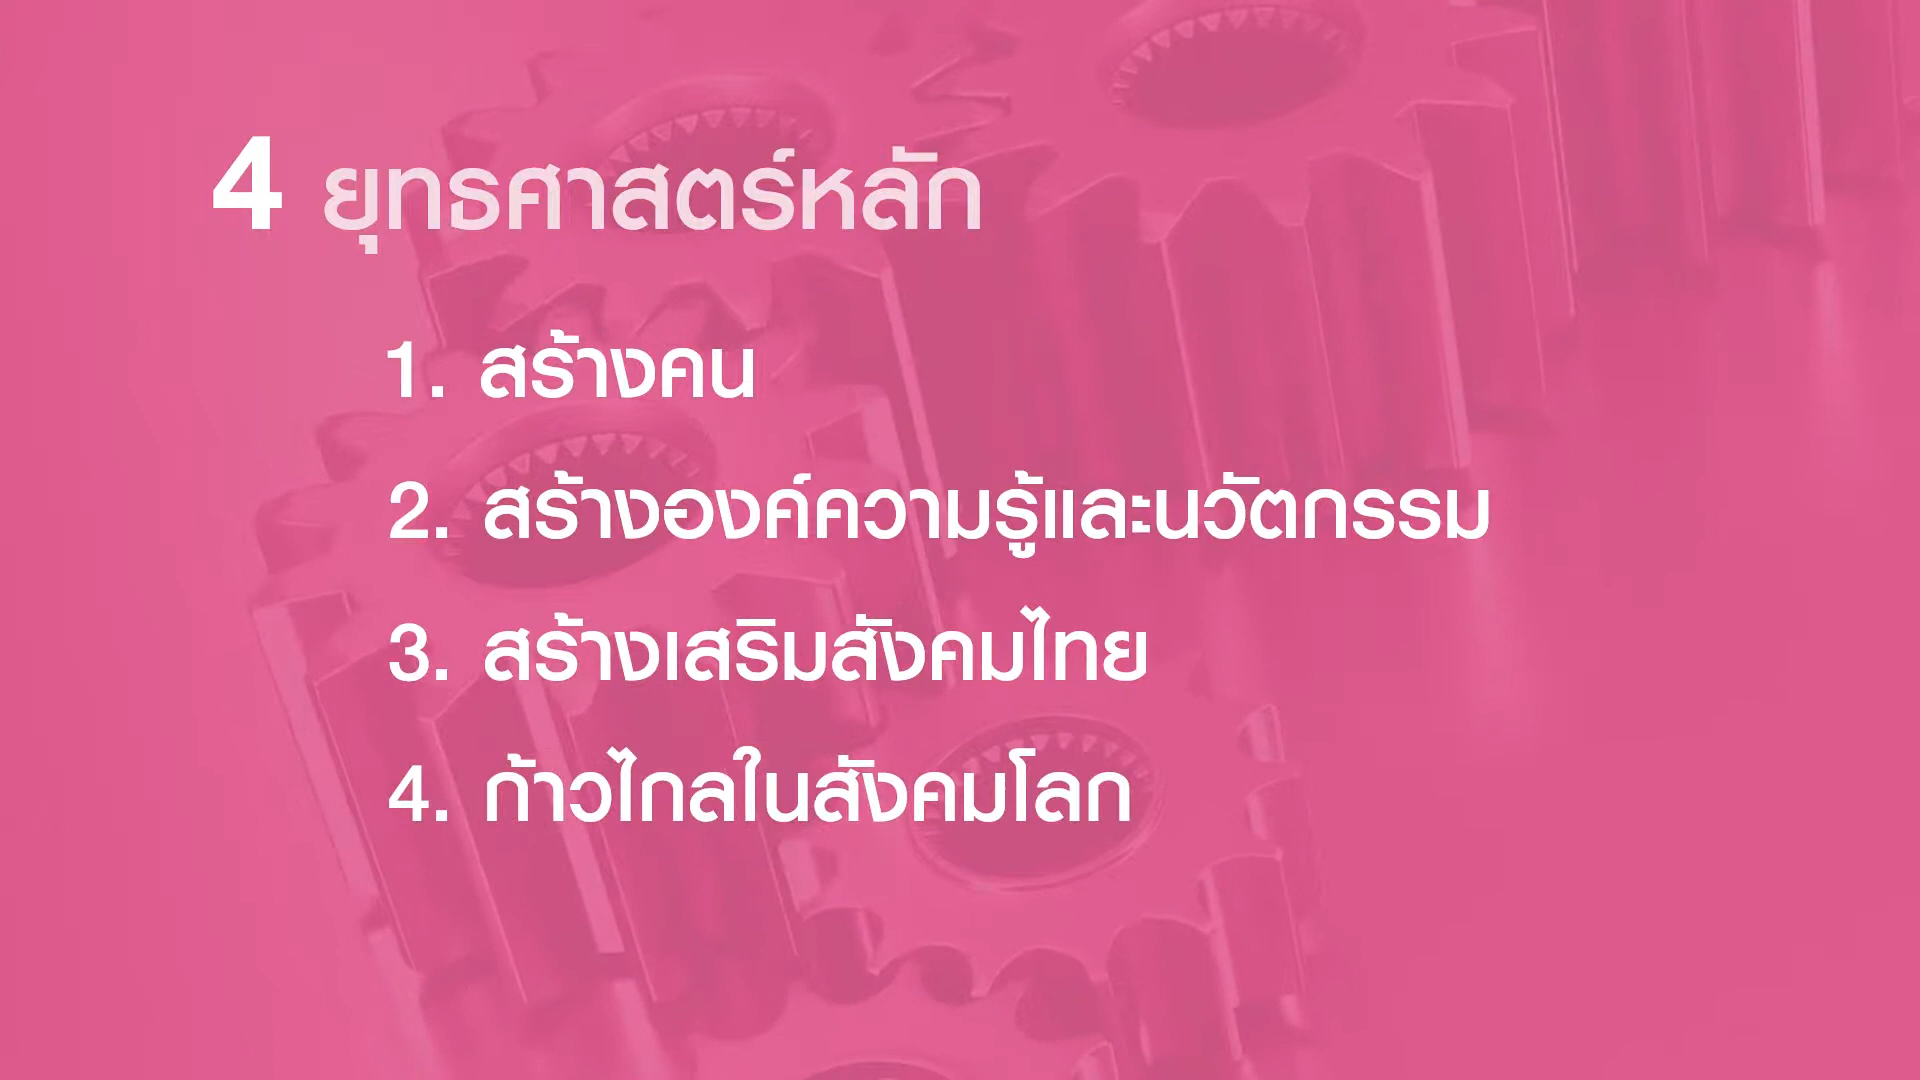 4 ยุทธศาสตร์หลัก
1. สร้างคน
2. สร้างองค์ความรู้และนวัตกรรม
3. สร้างเสริมสังคมไทย
4. ก้าวไกลในสังคมโลก